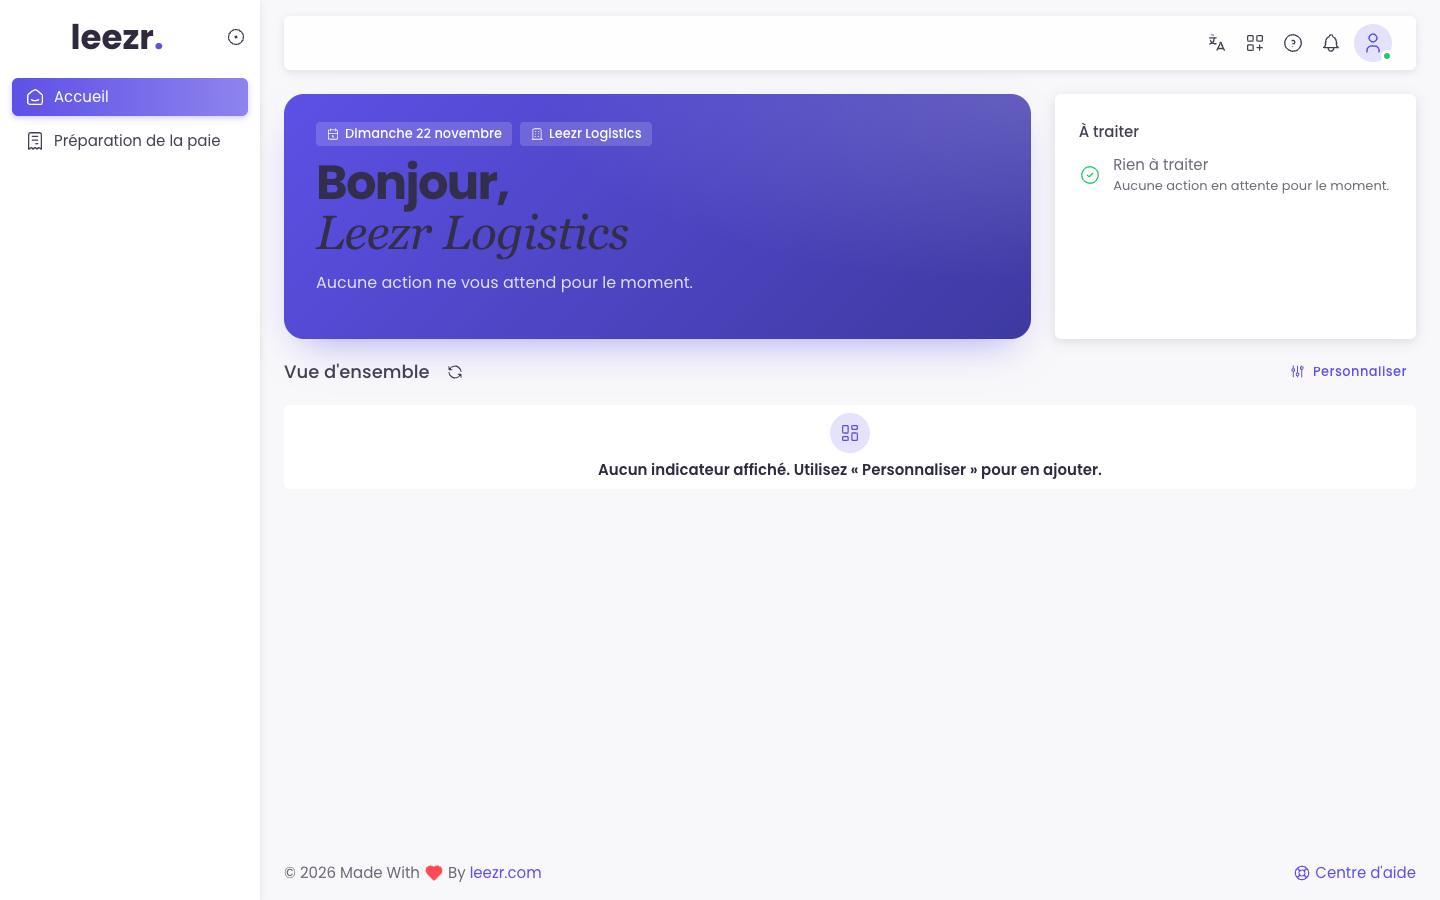 leezr.
Accueil
Préparation de la paie
Dimanche 22 novembre
Leezr Logistics
Bonjour,
Leezr Logistics
Aucune action ne vous attend pour le moment.
À traiter
Rien à traiter
Aucune action en attente pour le moment.
Vue d'ensemble
Personnaliser
Aucun indicateur affiché. Utilisez « Personnaliser » pour en ajouter.
© 2026 Made With By leezr.com
Centre d'aide